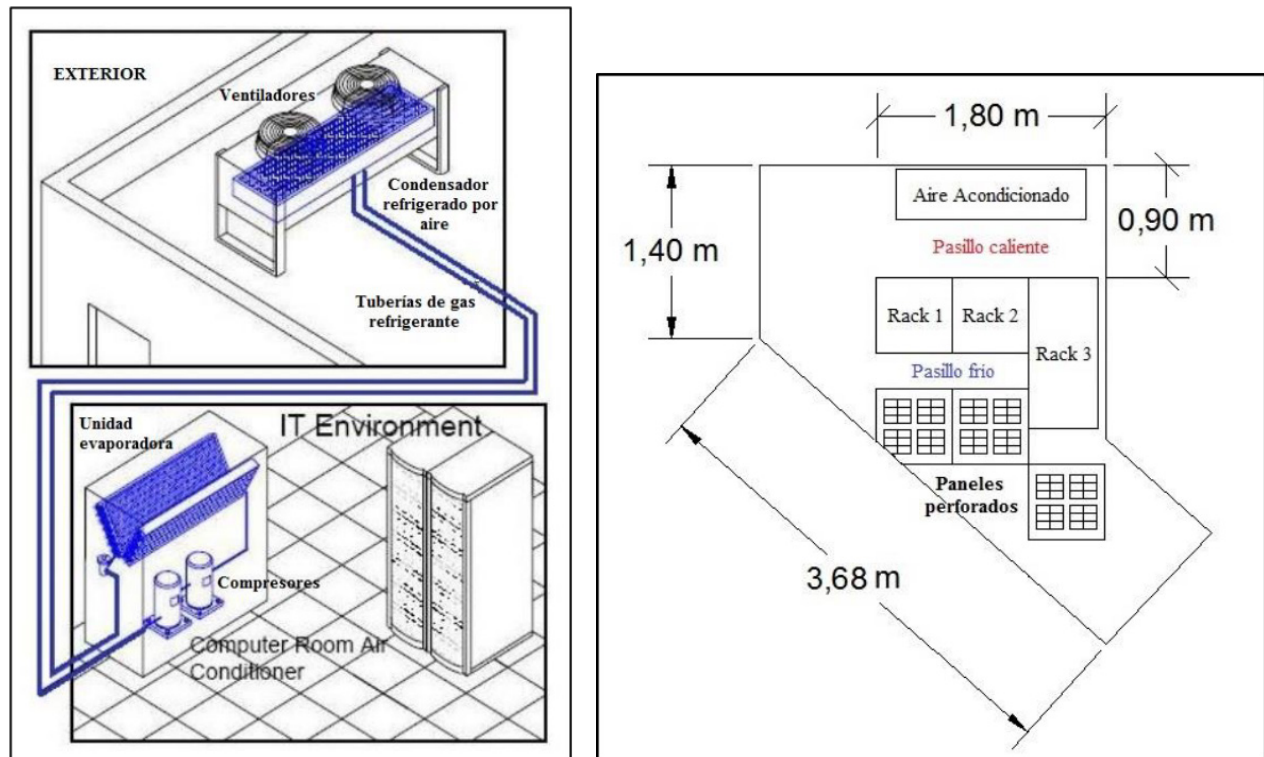 EXTERIOR
Ventiladores
Condensador
refrigerado por
aire
Tuberías de gas
refrigerante
Unidad
evaporadora
IT Environment
Compresores
Computer Room Air
Conditioner
1,80 m
Aire Acondicionado
1,40 m
0,90 m
Pasillo caliente
Rack 1
Rack 2
Rack 3
Pasillo frio
Paneles
perforados
3,68 m